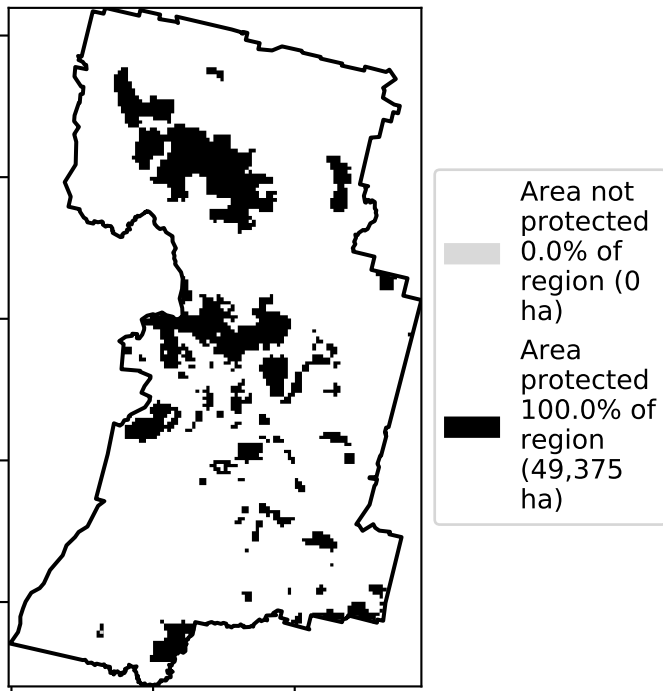 Area not
protected
0.0% of
region (0
ha)
Area
protected
100.0% of
region
(49,375
ha)